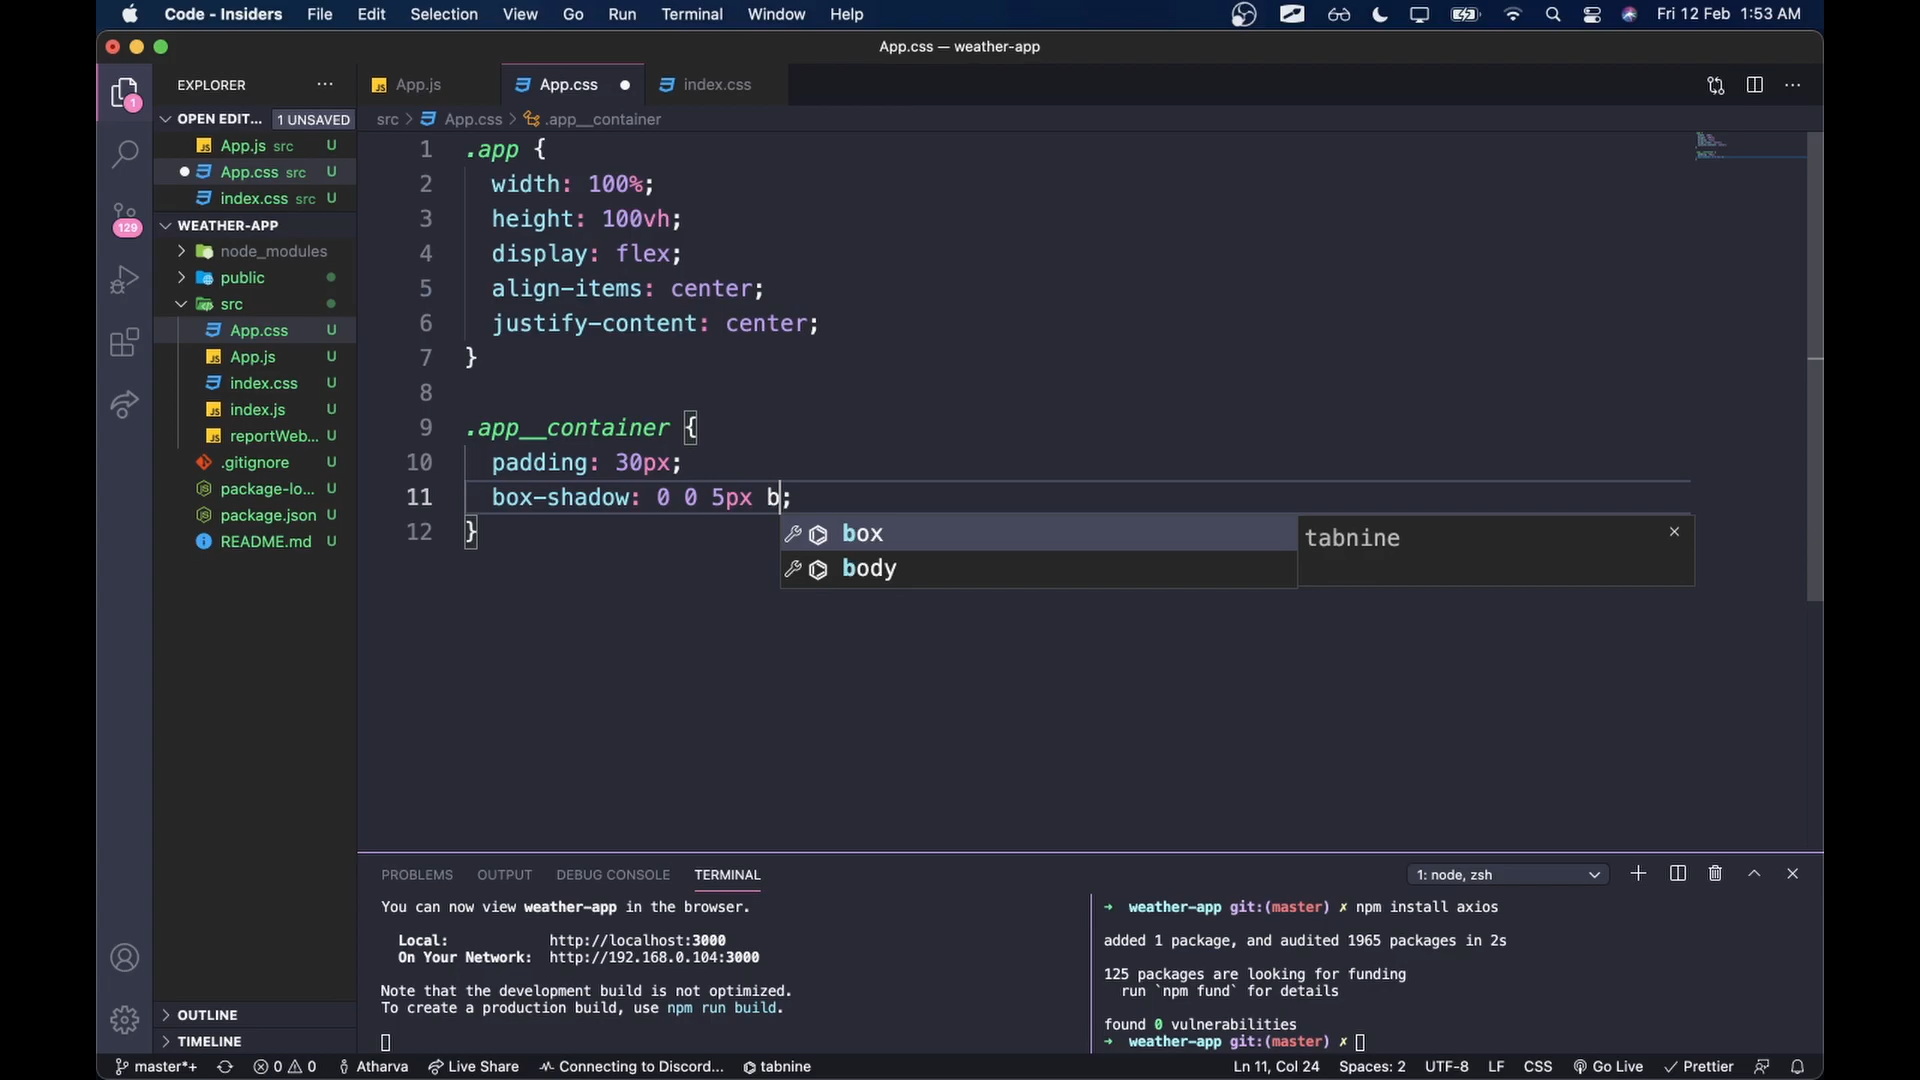 Code - Insiders File Edit Selection View Go Run Terminal Window Help Fri 12 Feb 1:53 AM
App.css — weather-app
EXPLORER
App.js App.css index.css
OPEN EDIT... 1 UNSAVED
src > App.css > .app__container
App.js src U
App.css src U
index.css src U
WEATHER-APP
node_modules
public
src
App.css U
App.js U
index.css U
index.js U
reportWeb... U
.gitignore U
package-lo... U
package.json U
README.md U
OUTLINE
TIMELINE
1
129
1 .app {
2 width: 100%;
3 height: 100vh;
4 display: flex;
5 align-items: center;
6 justify-content: center;
7 }
8
9 .app__container {
10 padding: 30px;
11 box-shadow: 0 0 5px b;
12 }
box
body
tabnine
PROBLEMS OUTPUT DEBUG CONSOLE TERMINAL 1: node, zsh
You can now view weather-app in the browser.
Local: http://localhost:3000
On Your Network: http://192.168.0.104:3000
Note that the development build is not optimized.
To create a production build, use npm run build.
→ weather-app git:(master) ✗ npm install axios
added 1 package, and audited 1965 packages in 2s
125 packages are looking for funding
run `npm fund` for details
found 0 vulnerabilities
→ weather-app git:(master) ✗
master*+ 0 0 Atharva Live Share Connecting to Discord... tabnine Ln 11, Col 24 Spaces: 2 UTF-8 LF CSS Go Live Prettier